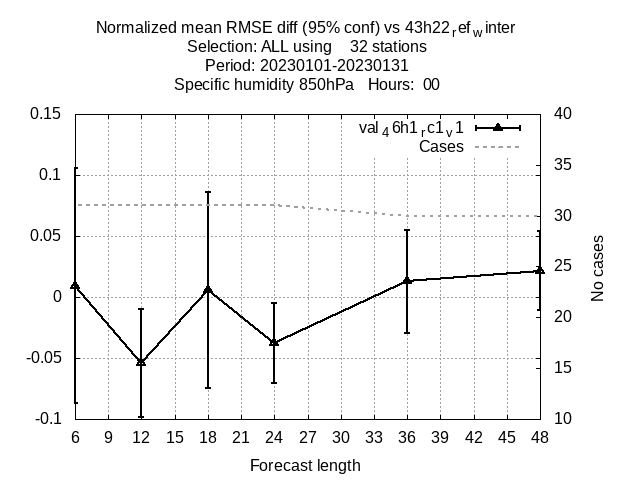 Normalized mean RMSE diff (95% conf) vs 43h22refwinter
Selection: ALL using 32 stations
Period: 20230101-20230131
Specific humidity 850hPa Hours: 00
val46h1rc1v1
Cases
0.15
0.1
0.05
0
-0.05
-0.1
40
35
30
25
20
15
10
No cases
6 9 12 15 18 21 24 27 30 33 36 39 42 45 48
Forecast length